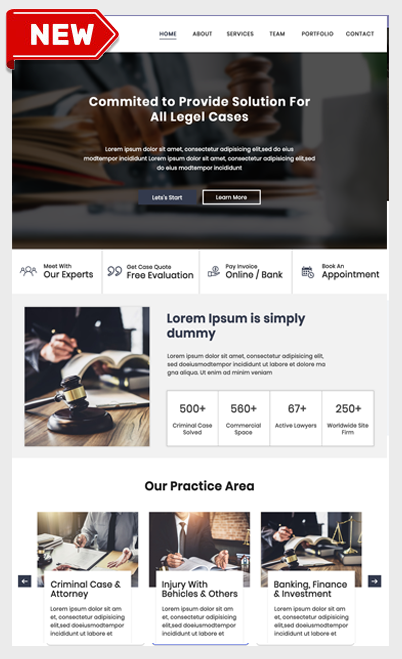 NEW
HOME ABOUT SERVICES TEAM PORTFOLIO CONTACT
Commited to Provide Solution For
All Legel Cases
Lorem ipsum dolor sit amet, consectetur adipisicing elit,sed do eius
modtempor incididunt Lorem ipsum dolor sit amet, consectetur adipisicing elit,sed
do eius modtempor incididunt
Lets's Start Learn More
Meet With
Our Experts
Get Case Quote
Free Evaluation
Pay Invoice
Online / Bank
Book An
Appointment
Lorem Ipsum is simply
dummy
Lorem ipsum dolor sit amet, consectetur adipisicing elit,
sed doeiusmodtempor incididunt ut labore et dolore ma
gna aliqua. Ut enim ad minim veniam
500+ 560+ 67+ 250+
Criminal Case
Solved
Commercial
Space
Active Lawyers
Worldwide Site
Firm
Our Practice Area
Criminal Case &
Attorney
Lorem ipsum dolor sit am
et, consectetur adipisicing
elit,sed doeiusmodtempor
incididunt ut labore et
Injury With
Behicles & Others
Lorem ipsum dolor sit am
et, consectetur adipisicing
elit,sed doeiusmodtempor
incididunt ut labore et
Banking, Finance
& Investment
Lorem ipsum dolor sit am
et, consectetur adipisicing
elit,sed doeiusmodtempor
incididunt ut labore et